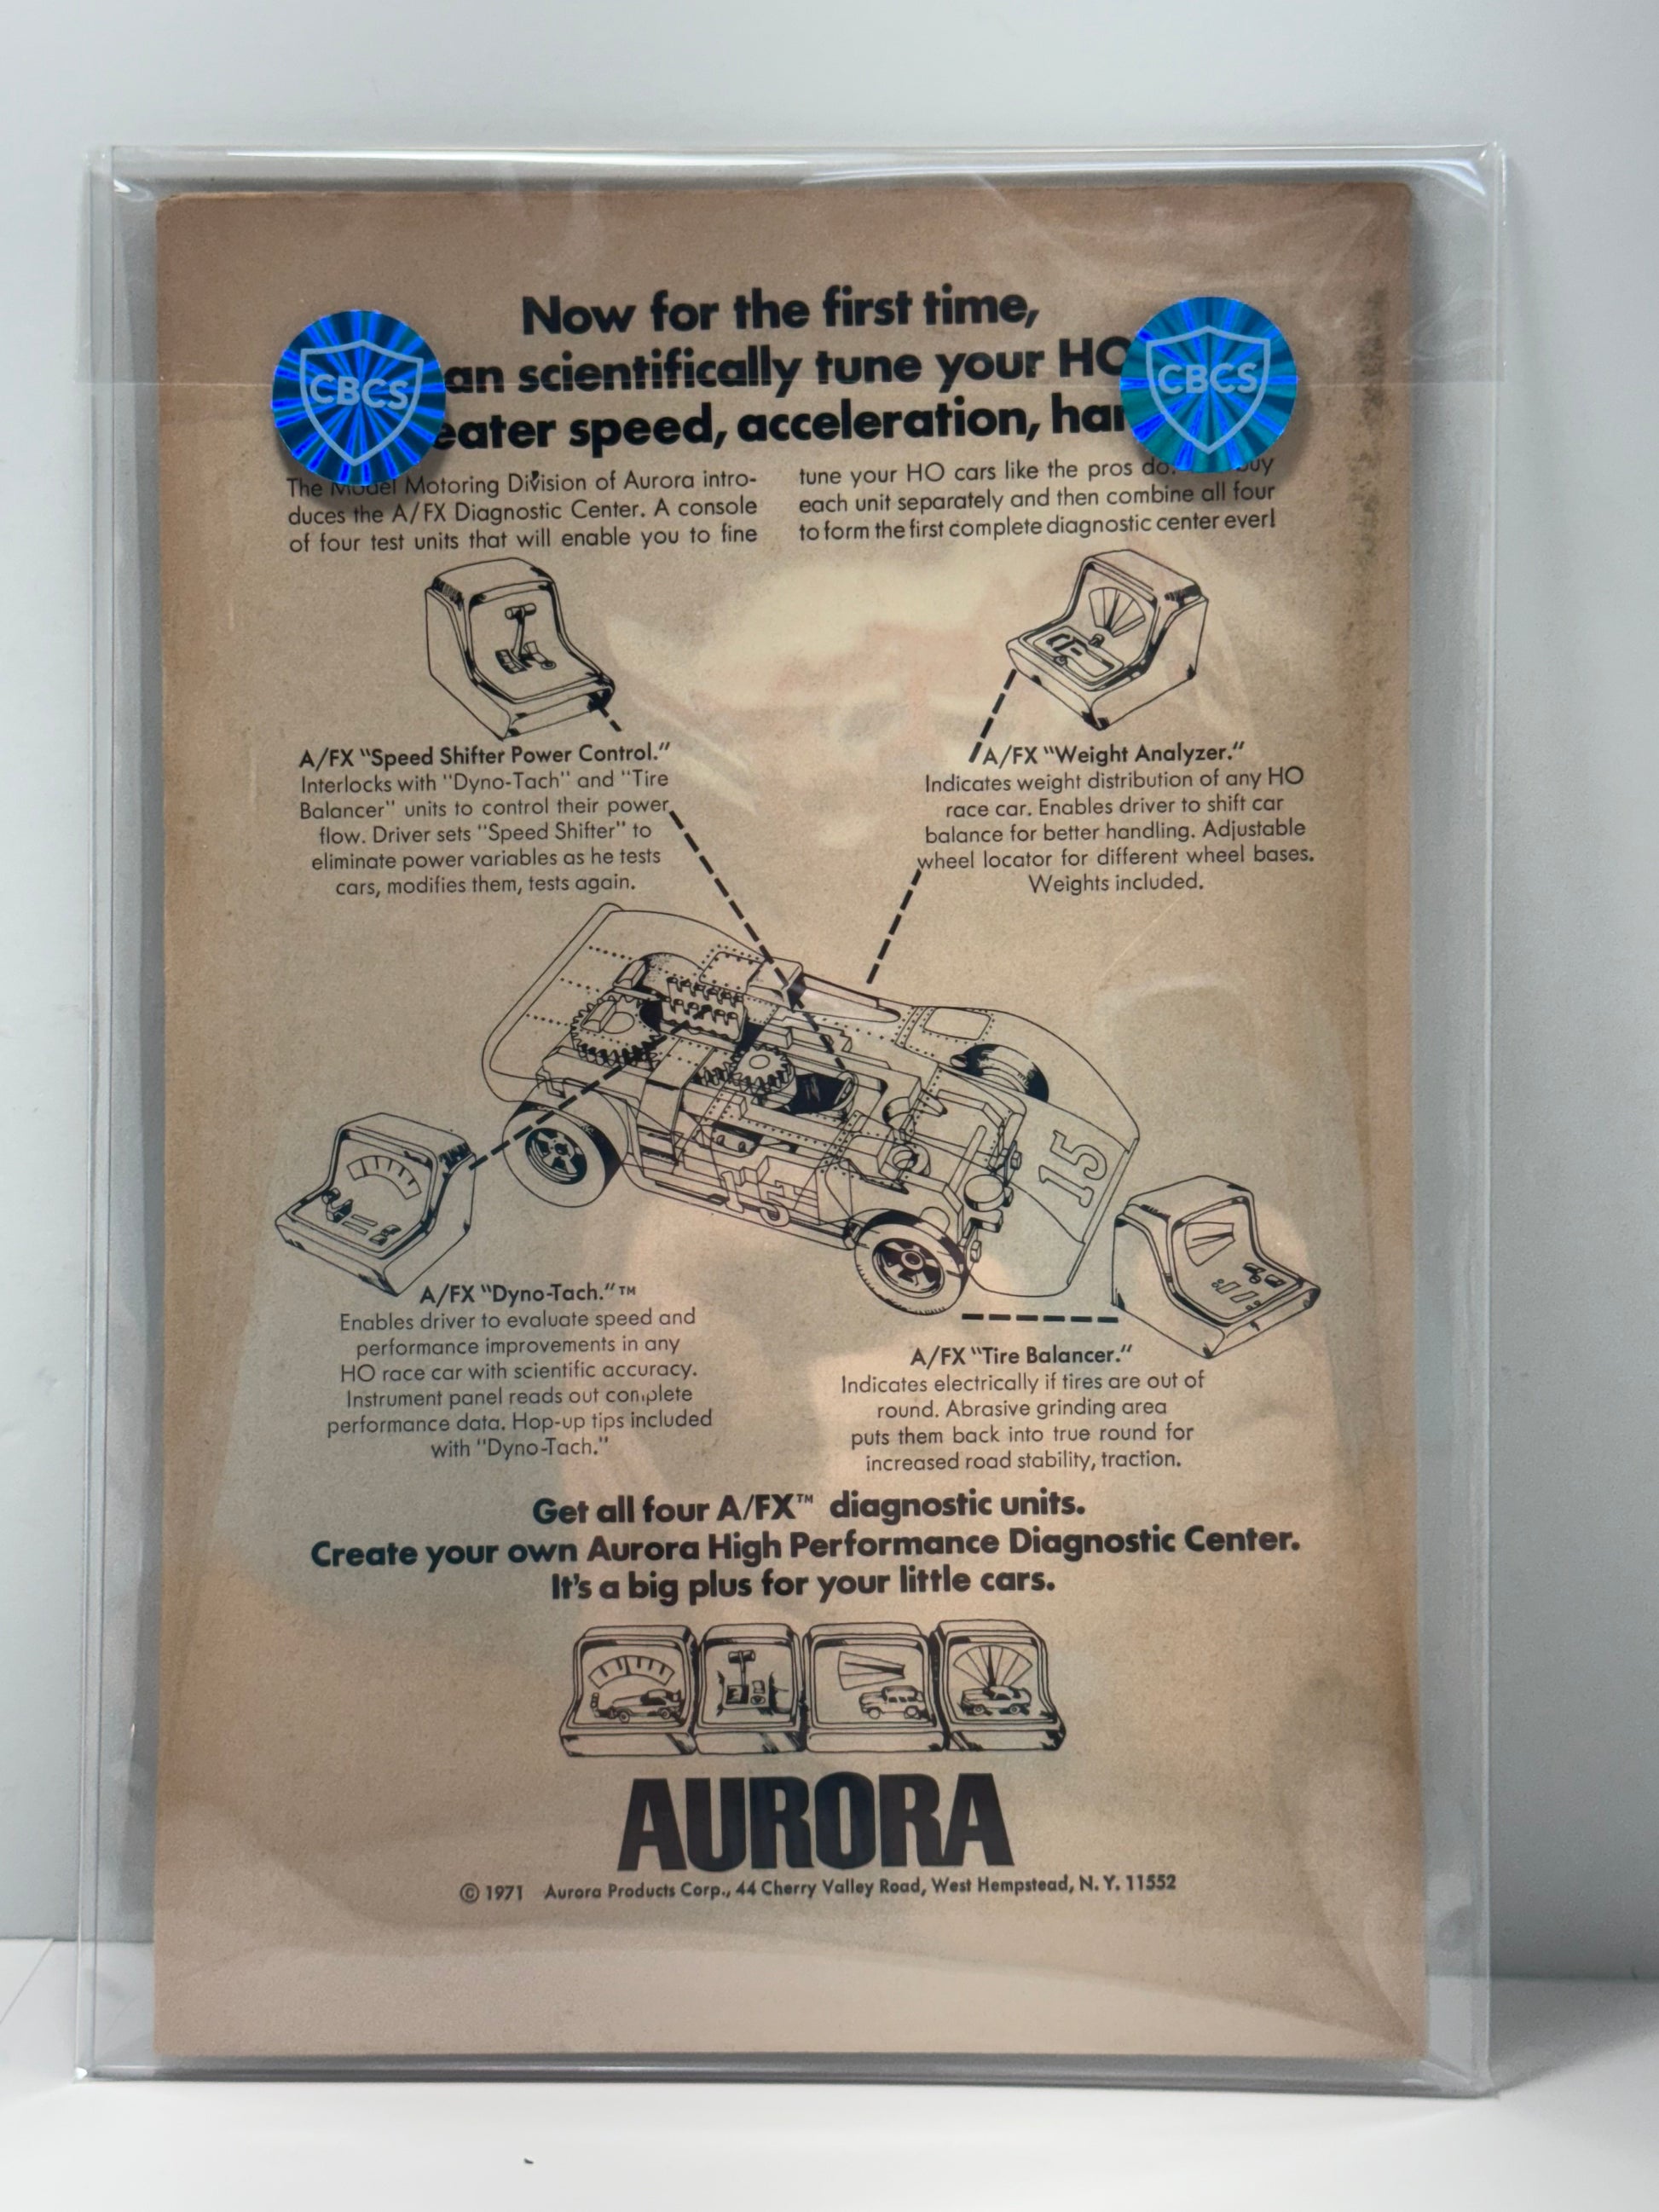 Now for the first time,
CBCS an scientifically tune your HO CBCS
eater speed, acceleration, har
The Model Motoring Division of Aurora intro-
duces the A/FX Diagnostic Center. A console
of four test units that will enable you to fine
tune your HO cars like the pros do. buy
each unit separately and then combine all four
to form the first complete diagnostic center ever!
A/FX "Speed Shifter Power Control."
Interlocks with "Dyno-Tach" and "Tire
Balancer" units to control their power
flow. Driver sets "Speed Shifter" to
eliminate power variables as he tests
cars, modifies them, tests again.
A/FX "Weight Analyzer."
Indicates weight distribution of any HO
race car. Enables driver to shift car
balance for better handling. Adjustable
wheel locator for different wheel bases.
Weights included.
15
15
A/FX "Dyno-Tach."™
Enables driver to evaluate speed and
performance improvements in any
HO race car with scientific accuracy.
Instrument panel reads out complete
performance data. Hop-up tips included
with "Dyno-Tach."
A/FX "Tire Balancer."
Indicates electrically if tires are out of
round. Abrasive grinding area
puts them back into true round for
increased road stability, traction.
Get all four A/FX™ diagnostic units.
Create your own Aurora High Performance Diagnostic Center.
It's a big plus for your little cars.
AURORA
© 1971 Aurora Products Corp., 44 Cherry Valley Road, West Hempstead, N. Y. 11552